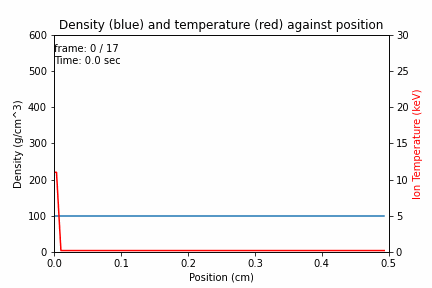 Density (blue) and temperature (red) against position
frame: 0 / 17
Time: 0.0 sec
600
500
400
300
200
100
0
Density (g/cm^3)
30
25
20
15
10
5
0
Ion Temperature (keV)
0.0 0.1 0.2 0.3 0.4 0.5
Position (cm)